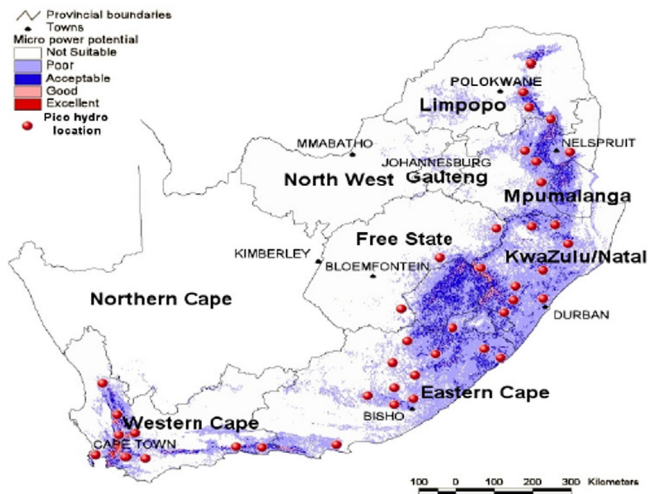 Provincial boundaries
Towns
Micro power potential
Not Suitable
Poor
Acceptable
Good
Excellent
Pico hydro
location
POLOKWANE
Limpopo
NELSPRUIT
MMABATHO
JOHANNESBURG
North West
Gauteng
Mpumalanga
Free State
KIMBERLEY
BLOEMFONTEIN
KwaZulu/Natal
Northern Cape
DURBAN
Eastern Cape
BISHO
Western Cape
CAPE TOWN
100 0 100 200 300 Kilometers